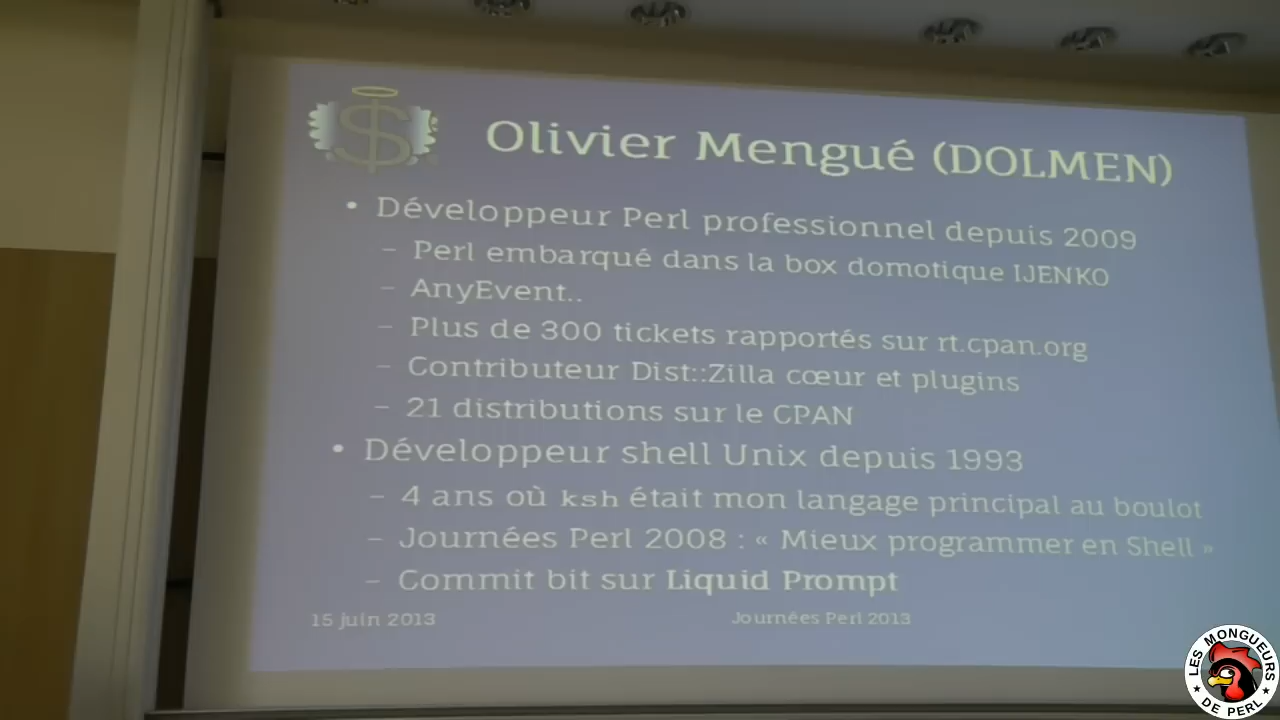 Olivier Mengué (DOLMEN)
• Développeur Perl professionnel depuis 2009
– Perl embarqué dans la box domotique IJENKO
– AnyEvent..
– Plus de 300 tickets rapportés sur rt.cpan.org
– Contributeur Dist::Zilla cœur et plugins
– 21 distributions sur le CPAN
• Développeur shell Unix depuis 1993
– 4 ans où ksh était mon langage principal au boulot
– Journées Perl 2008 : « Mieux programmer en Shell »
– Commit bit sur Liquid Prompt
15 juin 2013
Journées Perl 2013
LES MONGUEURS
★ DE PERL ★